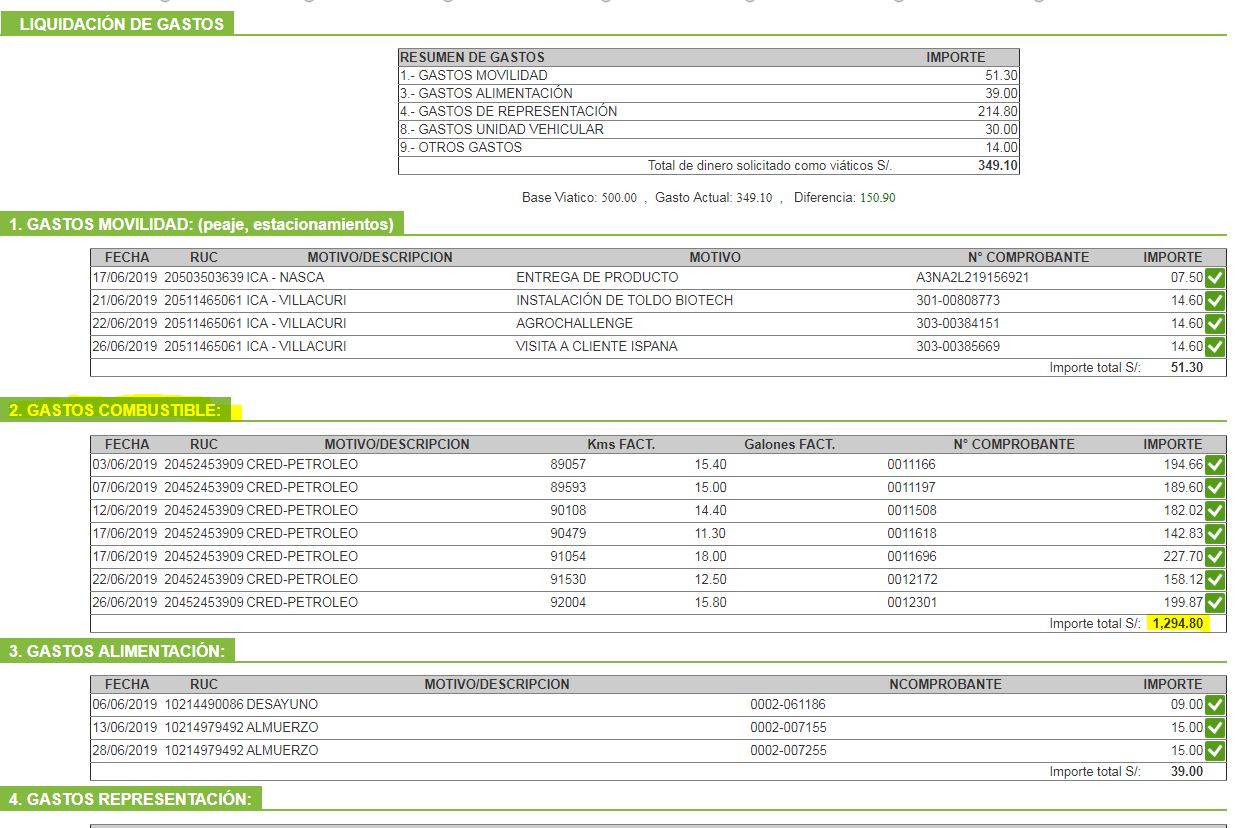 LIQUIDACIÓN DE GASTOS
RESUMEN DE GASTOS IMPORTE
1.- GASTOS MOVILIDAD 51.30
3.- GASTOS ALIMENTACIÓN 39.00
4.- GASTOS DE REPRESENTACIÓN 214.80
8.- GASTOS UNIDAD VEHICULAR 30.00
9.- OTROS GASTOS 14.00
Total de dinero solicitado como viáticos S/. 349.10
Base Viatico: 500.00 , Gasto Actual: 349.10 , Diferencia: 150.90
1. GASTOS MOVILIDAD: (peaje, estacionamientos)
FECHA RUC MOTIVO/DESCRIPCION MOTIVO N° COMPROBANTE IMPORTE
17/06/2019 20503503639 ICA - NASCA ENTREGA DE PRODUCTO A3NA2L219156921 07.50
21/06/2019 20511465061 ICA - VILLACURI INSTALACIÓN DE TOLDO BIOTECH 301-00808773 14.60
22/06/2019 20511465061 ICA - VILLACURI AGROCHALLENGE 303-00384151 14.60
26/06/2019 20511465061 ICA - VILLACURI VISITA A CLIENTE ISPANA 303-00385669 14.60
Importe total S/: 51.30
2. GASTOS COMBUSTIBLE:
FECHA RUC MOTIVO/DESCRIPCION Kms FACT. Galones FACT. N° COMPROBANTE IMPORTE
03/06/2019 20452453909 CRED-PETROLEO 89057 15.40 0011166 194.66
07/06/2019 20452453909 CRED-PETROLEO 89593 15.00 0011197 189.60
12/06/2019 20452453909 CRED-PETROLEO 90108 14.40 0011508 182.02
17/06/2019 20452453909 CRED-PETROLEO 90479 11.30 0011618 142.83
17/06/2019 20452453909 CRED-PETROLEO 91054 18.00 0011696 227.70
22/06/2019 20452453909 CRED-PETROLEO 91530 12.50 0012172 158.12
26/06/2019 20452453909 CRED-PETROLEO 92004 15.80 0012301 199.87
Importe total S/: 1,294.80
3. GASTOS ALIMENTACIÓN:
FECHA RUC MOTIVO/DESCRIPCION NCOMPROBANTE IMPORTE
06/06/2019 10214490086 DESAYUNO 0002-061186 09.00
13/06/2019 10214979492 ALMUERZO 0002-007155 15.00
28/06/2019 10214979492 ALMUERZO 0002-007255 15.00
Importe total S/: 39.00
4. GASTOS REPRESENTACIÓN: